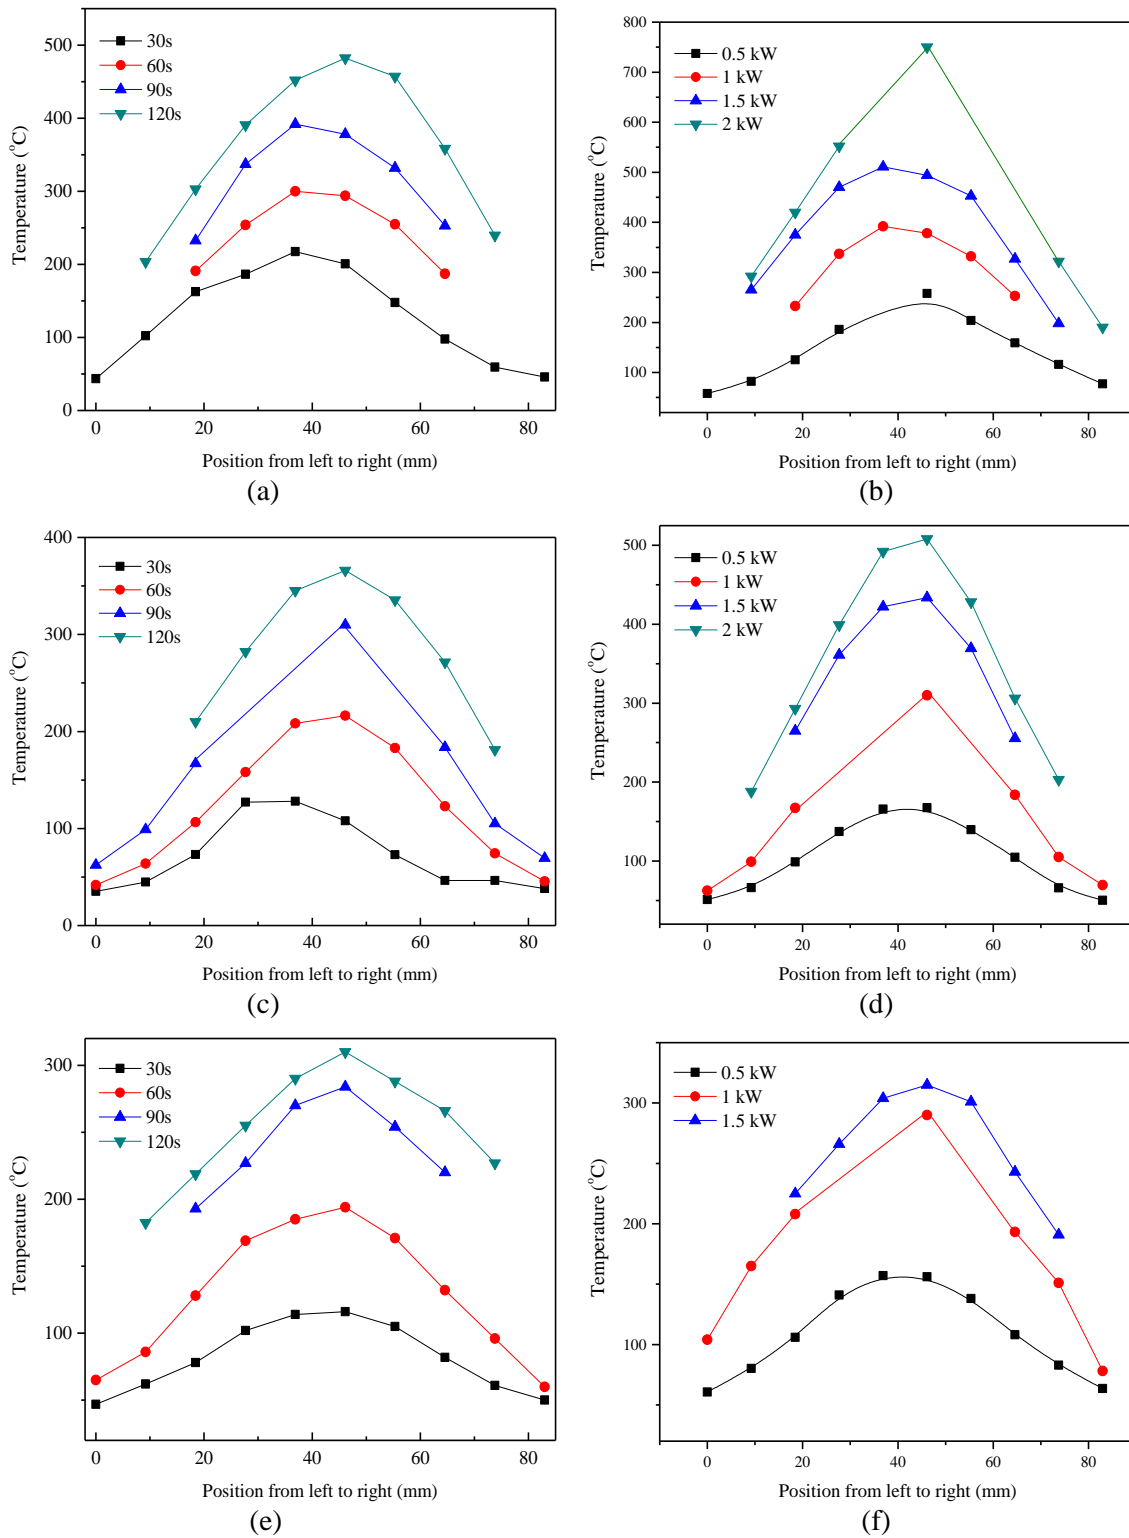 30s
60s
90s
120s
500
400
300
200
100
0
0 20 40 60 80
Temperature (°C)
Position from left to right (mm)
(a)
0.5 kW
1 kW
1.5 kW
2 kW
800
700
600
500
400
300
200
100
0 20 40 60 80
Temperature (°C)
Position from left to right (mm)
(b)
30s
60s
90s
120s
400
300
200
100
0
0 20 40 60 80
Temperature (°C)
Position from left to right (mm)
(c)
0.5 kW
1 kW
1.5 kW
2 kW
500
400
300
200
100
0 20 40 60 80
Temperature (°C)
Position from left to right (mm)
(d)
30s
60s
90s
120s
300
200
100
0 20 40 60 80
Temperature (°C)
Position from left to right (mm)
(e)
0.5 kW
1 kW
1.5 kW
300
200
100
0 20 40 60 80
Temperature (°C)
Position from left to right (mm)
(f)